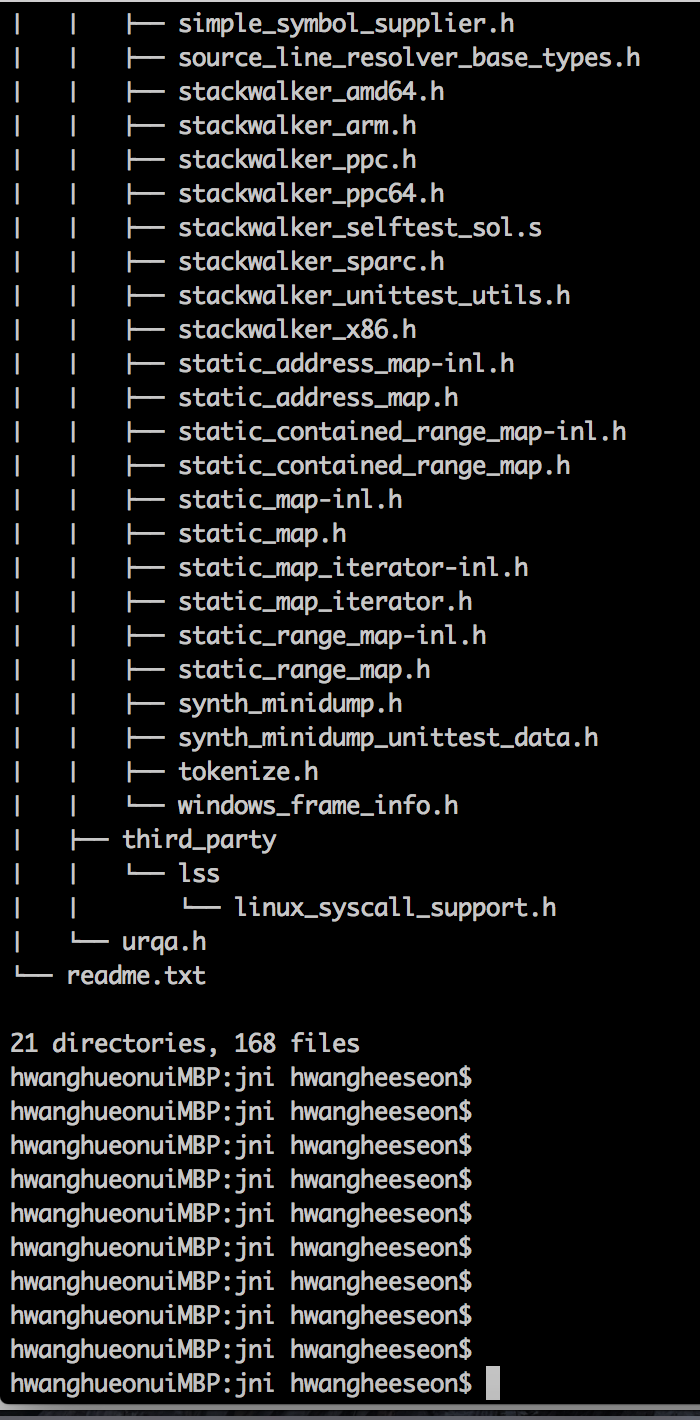 |   |   ├── simple_symbol_supplier.h
|   |   ├── source_line_resolver_base_types.h
|   |   ├── stackwalker_amd64.h
|   |   ├── stackwalker_arm.h
|   |   ├── stackwalker_ppc.h
|   |   ├── stackwalker_ppc64.h
|   |   ├── stackwalker_selftest_sol.s
|   |   ├── stackwalker_sparc.h
|   |   ├── stackwalker_unittest_utils.h
|   |   ├── stackwalker_x86.h
|   |   ├── static_address_map-inl.h
|   |   ├── static_address_map.h
|   |   ├── static_contained_range_map-inl.h
|   |   ├── static_contained_range_map.h
|   |   ├── static_map-inl.h
|   |   ├── static_map.h
|   |   ├── static_map_iterator-inl.h
|   |   ├── static_map_iterator.h
|   |   ├── static_range_map-inl.h
|   |   ├── static_range_map.h
|   |   ├── synth_minidump.h
|   |   ├── synth_minidump_unittest_data.h
|   |   ├── tokenize.h
|   |   └── windows_frame_info.h
|   ├── third_party
|   |   └── lss
|   |       └── linux_syscall_support.h
|   └── urqa.h
└── readme.txt

21 directories, 168 files
hwanghueonuiMBP:jni hwangheeseon$
hwanghueonuiMBP:jni hwangheeseon$
hwanghueonuiMBP:jni hwangheeseon$
hwanghueonuiMBP:jni hwangheeseon$
hwanghueonuiMBP:jni hwangheeseon$
hwanghueonuiMBP:jni hwangheeseon$
hwanghueonuiMBP:jni hwangheeseon$
hwanghueonuiMBP:jni hwangheeseon$
hwanghueonuiMBP:jni hwangheeseon$
hwanghueonuiMBP:jni hwangheeseon$